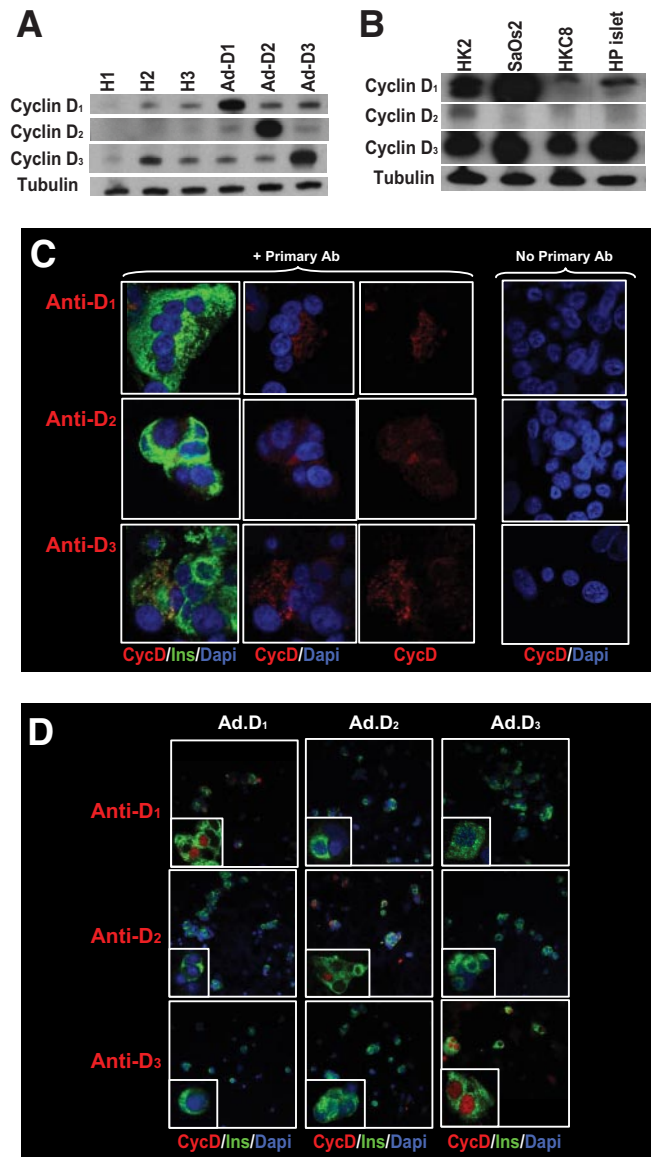 A
H1 H2 H3 Ad-D1 Ad-D2 Ad-D3
Cyclin D1
Cyclin D2
Cyclin D3
Tubulin
B
HK2 SaOs2 HKC8 HP islet
Cyclin D1
Cyclin D2
Cyclin D3
Tubulin
C
+ Primary Ab No Primary Ab
Anti-D1
Anti-D2
Anti-D3
CycD/Ins/Dapi CycD/Dapi CycD CycD/Dapi
D
Ad.D1 Ad.D2 Ad.D3
Anti-D1
Anti-D2
Anti-D3
CycD/Ins/Dapi CycD/Ins/Dapi CycD/Ins/Dapi